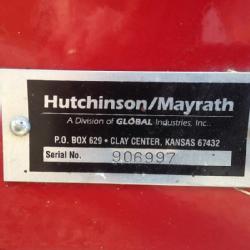 Hutchinson/Mayrath
A Division of GLOBAL Industries, Inc.
P.O. BOX 629 • CLAY CENTER, KANSAS 67432
Serial No. 906997